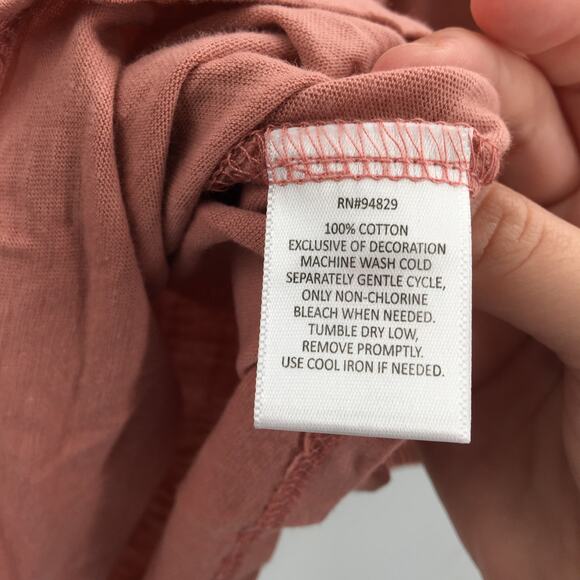 RN#94829
100% COTTON
EXCLUSIVE OF DECORATION
MACHINE WASH COLD
SEPARATELY GENTLE CYCLE,
ONLY NON-CHLORINE
BLEACH WHEN NEEDED.
TUMBLE DRY LOW,
REMOVE PROMPTLY.
USE COOL IRON IF NEEDED.